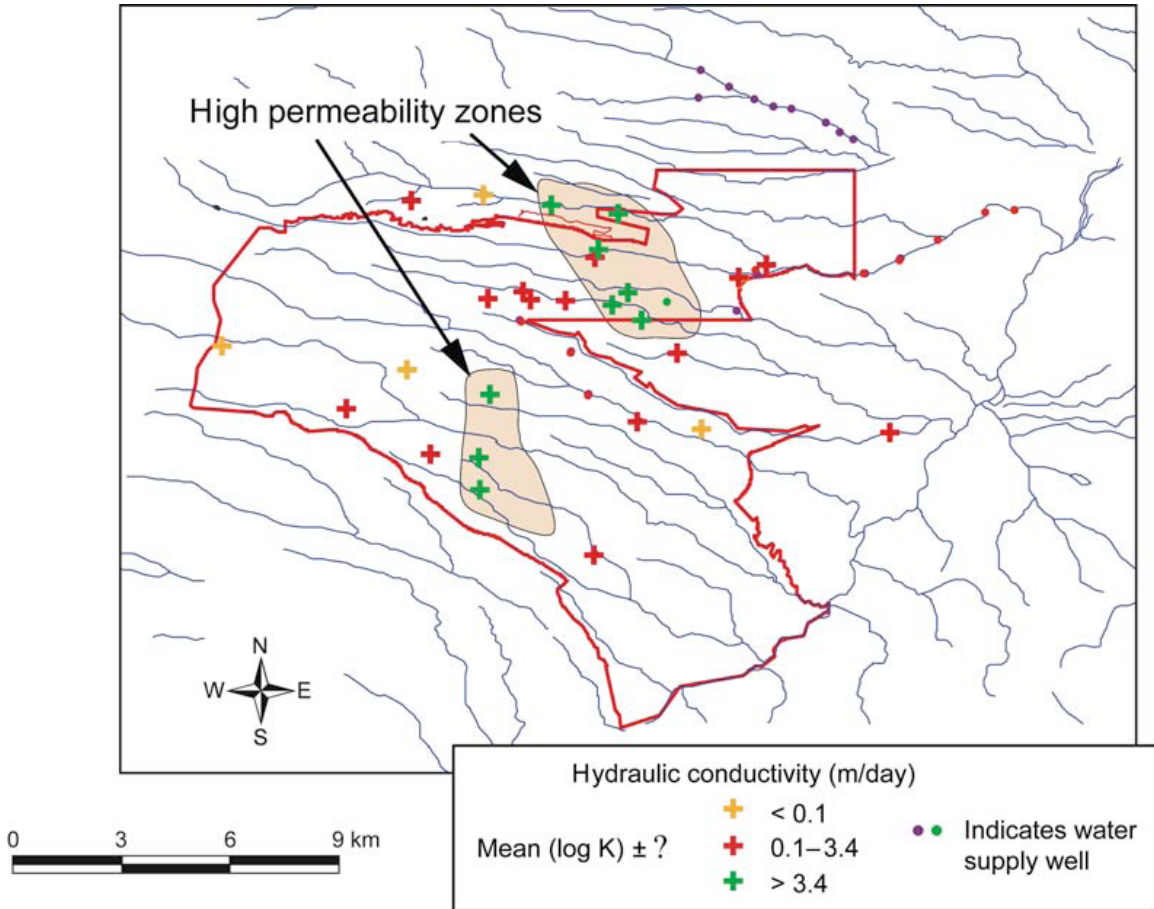 High permeability zones
N
W E
S
0 3 6 9 km
Hydraulic conductivity (m/day)
< 0.1
Mean (log K) ± ?
0.1–3.4
> 3.4
Indicates water
supply well